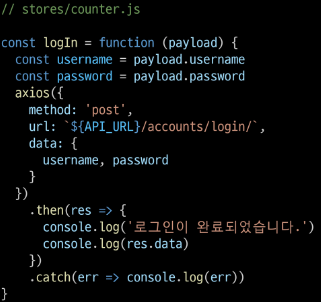 // stores/counter.js
const logIn = function (payload) {
  const username = payload.username
  const password = payload.password
  axios({
    method: 'post',
    url: `${API_URL}/accounts/login/`,
    data: {
      username, password
    }
  })
    .then(res => {
      console.log('로그인이 완료되었습니다.')
      console.log(res.data)
    })
    .catch(err => console.log(err))
}